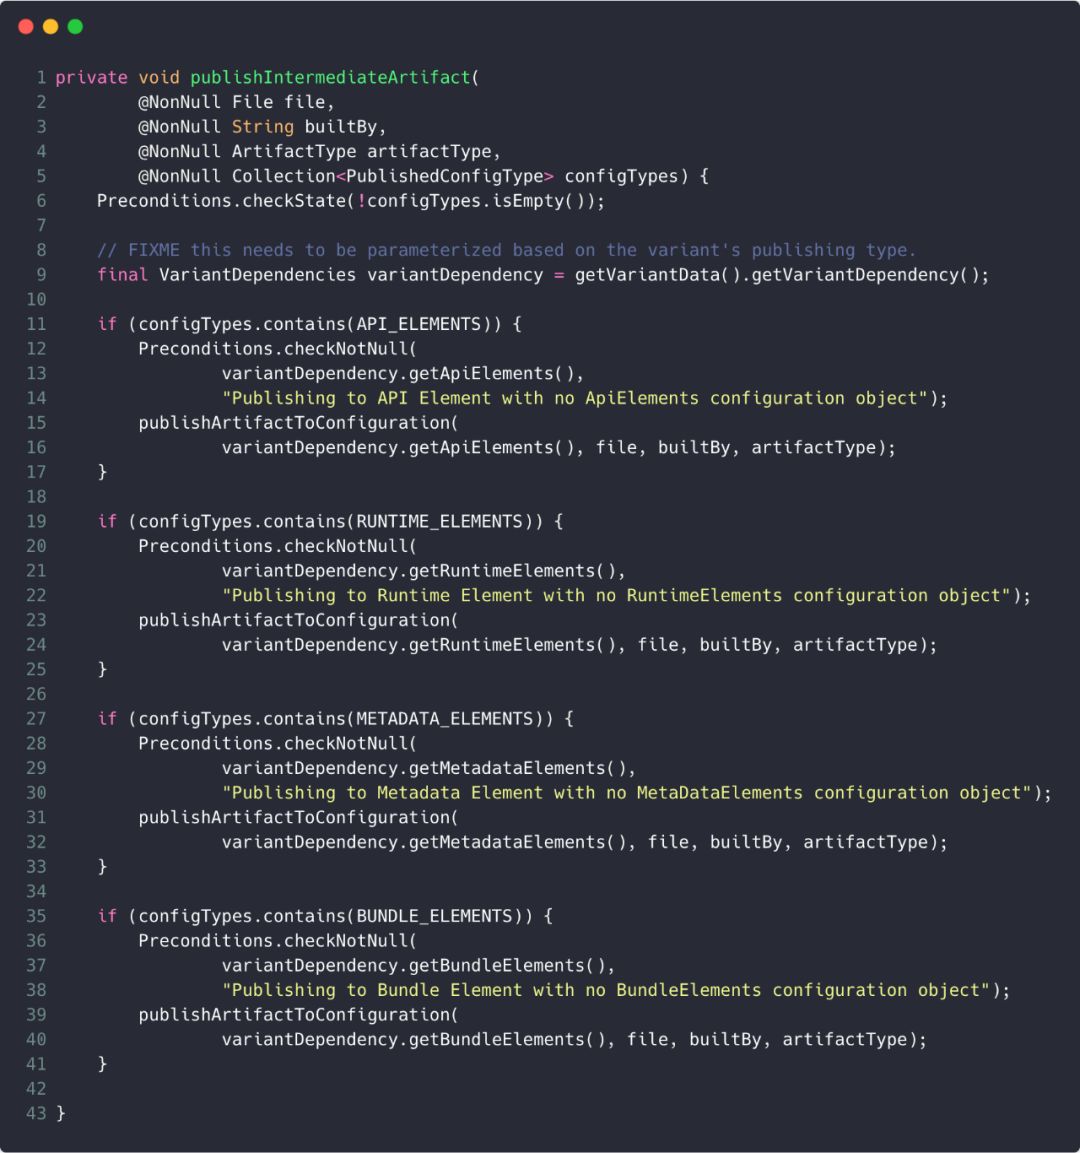 1 private void publishIntermediateArtifact(
2         @NonNull File file,
3         @NonNull String builtBy,
4         @NonNull ArtifactType artifactType,
5         @NonNull Collection<PublishedConfigType> configTypes) {
6     Preconditions.checkState(!configTypes.isEmpty());
7
8     // FIXME this needs to be parameterized based on the variant's publishing type.
9     final VariantDependencies variantDependency = getVariantData().getVariantDependency();
10
11     if (configTypes.contains(API_ELEMENTS)) {
12         Preconditions.checkNotNull(
13                 variantDependency.getApiElements(),
14                 "Publishing to API Element with no ApiElements configuration object");
15         publishArtifactToConfiguration(
16                 variantDependency.getApiElements(), file, builtBy, artifactType);
17     }
18
19     if (configTypes.contains(RUNTIME_ELEMENTS)) {
20         Preconditions.checkNotNull(
21                 variantDependency.getRuntimeElements(),
22                 "Publishing to Runtime Element with no RuntimeElements configuration object");
23         publishArtifactToConfiguration(
24                 variantDependency.getRuntimeElements(), file, builtBy, artifactType);
25     }
26
27     if (configTypes.contains(METADATA_ELEMENTS)) {
28         Preconditions.checkNotNull(
29                 variantDependency.getMetadataElements(),
30                 "Publishing to Metadata Element with no MetaDataElements configuration object");
31         publishArtifactToConfiguration(
32                 variantDependency.getMetadataElements(), file, builtBy, artifactType);
33     }
34
35     if (configTypes.contains(BUNDLE_ELEMENTS)) {
36         Preconditions.checkNotNull(
37                 variantDependency.getBundleElements(),
38                 "Publishing to Bundle Element with no BundleElements configuration object");
39         publishArtifactToConfiguration(
40                 variantDependency.getBundleElements(), file, builtBy, artifactType);
41     }
42
43 }